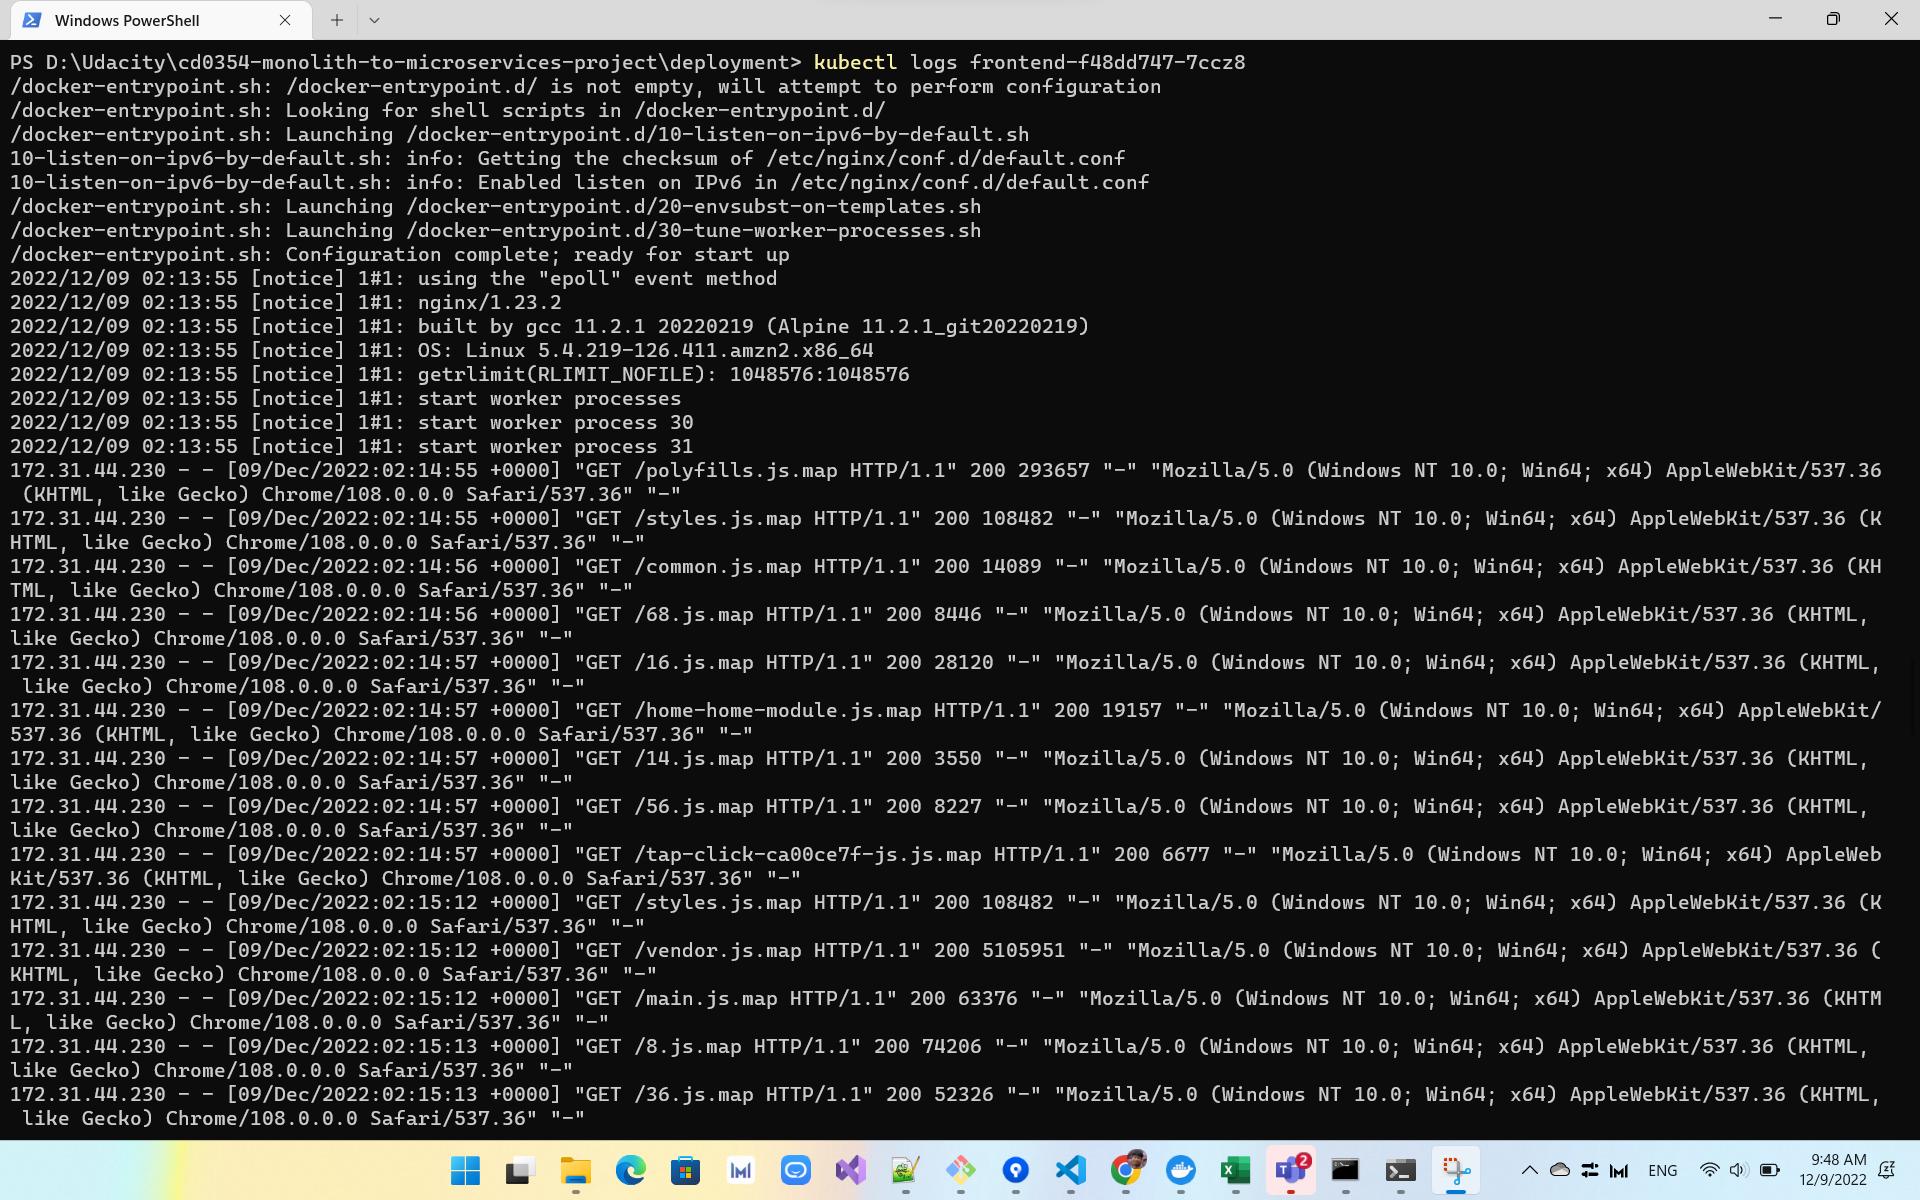 Windows PowerShell
PS D:\Udacity\cd0354-monolith-to-microservices-project\deployment> kubectl logs frontend-f48dd747-7ccz8
/docker-entrypoint.sh: /docker-entrypoint.d/ is not empty, will attempt to perform configuration
/docker-entrypoint.sh: Looking for shell scripts in /docker-entrypoint.d/
/docker-entrypoint.sh: Launching /docker-entrypoint.d/10-listen-on-ipv6-by-default.sh
10-listen-on-ipv6-by-default.sh: info: Getting the checksum of /etc/nginx/conf.d/default.conf
10-listen-on-ipv6-by-default.sh: info: Enabled listen on IPv6 in /etc/nginx/conf.d/default.conf
/docker-entrypoint.sh: Launching /docker-entrypoint.d/20-envsubst-on-templates.sh
/docker-entrypoint.sh: Launching /docker-entrypoint.d/30-tune-worker-processes.sh
/docker-entrypoint.sh: Configuration complete; ready for start up
2022/12/09 02:13:55 [notice] 1#1: using the "epoll" event method
2022/12/09 02:13:55 [notice] 1#1: nginx/1.23.2
2022/12/09 02:13:55 [notice] 1#1: built by gcc 11.2.1 20220219 (Alpine 11.2.1_git20220219)
2022/12/09 02:13:55 [notice] 1#1: OS: Linux 5.4.219-126.411.amzn2.x86_64
2022/12/09 02:13:55 [notice] 1#1: getrlimit(RLIMIT_NOFILE): 1048576:1048576
2022/12/09 02:13:55 [notice] 1#1: start worker processes
2022/12/09 02:13:55 [notice] 1#1: start worker process 30
2022/12/09 02:13:55 [notice] 1#1: start worker process 31
172.31.44.230 - - [09/Dec/2022:02:14:55 +0000] "GET /polyfills.js.map HTTP/1.1" 200 293657 "-" "Mozilla/5.0 (Windows NT 10.0; Win64; x64) AppleWebKit/537.36
 (KHTML, like Gecko) Chrome/108.0.0.0 Safari/537.36" "-"
172.31.44.230 - - [09/Dec/2022:02:14:55 +0000] "GET /styles.js.map HTTP/1.1" 200 108482 "-" "Mozilla/5.0 (Windows NT 10.0; Win64; x64) AppleWebKit/537.36 (K
HTML, like Gecko) Chrome/108.0.0.0 Safari/537.36" "-"
172.31.44.230 - - [09/Dec/2022:02:14:56 +0000] "GET /common.js.map HTTP/1.1" 200 14089 "-" "Mozilla/5.0 (Windows NT 10.0; Win64; x64) AppleWebKit/537.36 (KH
TML, like Gecko) Chrome/108.0.0.0 Safari/537.36" "-"
172.31.44.230 - - [09/Dec/2022:02:14:56 +0000] "GET /68.js.map HTTP/1.1" 200 8446 "-" "Mozilla/5.0 (Windows NT 10.0; Win64; x64) AppleWebKit/537.36 (KHTML,
like Gecko) Chrome/108.0.0.0 Safari/537.36" "-"
172.31.44.230 - - [09/Dec/2022:02:14:57 +0000] "GET /16.js.map HTTP/1.1" 200 28120 "-" "Mozilla/5.0 (Windows NT 10.0; Win64; x64) AppleWebKit/537.36 (KHTML,
 like Gecko) Chrome/108.0.0.0 Safari/537.36" "-"
172.31.44.230 - - [09/Dec/2022:02:14:57 +0000] "GET /home-home-module.js.map HTTP/1.1" 200 19157 "-" "Mozilla/5.0 (Windows NT 10.0; Win64; x64) AppleWebKit/
537.36 (KHTML, like Gecko) Chrome/108.0.0.0 Safari/537.36" "-"
172.31.44.230 - - [09/Dec/2022:02:14:57 +0000] "GET /14.js.map HTTP/1.1" 200 3550 "-" "Mozilla/5.0 (Windows NT 10.0; Win64; x64) AppleWebKit/537.36 (KHTML,
like Gecko) Chrome/108.0.0.0 Safari/537.36" "-"
172.31.44.230 - - [09/Dec/2022:02:14:57 +0000] "GET /56.js.map HTTP/1.1" 200 8227 "-" "Mozilla/5.0 (Windows NT 10.0; Win64; x64) AppleWebKit/537.36 (KHTML,
like Gecko) Chrome/108.0.0.0 Safari/537.36" "-"
172.31.44.230 - - [09/Dec/2022:02:14:57 +0000] "GET /tap-click-ca00ce7f-js.js.map HTTP/1.1" 200 6677 "-" "Mozilla/5.0 (Windows NT 10.0; Win64; x64) AppleWeb
Kit/537.36 (KHTML, like Gecko) Chrome/108.0.0.0 Safari/537.36" "-"
172.31.44.230 - - [09/Dec/2022:02:15:12 +0000] "GET /styles.js.map HTTP/1.1" 200 108482 "-" "Mozilla/5.0 (Windows NT 10.0; Win64; x64) AppleWebKit/537.36 (K
HTML, like Gecko) Chrome/108.0.0.0 Safari/537.36" "-"
172.31.44.230 - - [09/Dec/2022:02:15:12 +0000] "GET /vendor.js.map HTTP/1.1" 200 5105951 "-" "Mozilla/5.0 (Windows NT 10.0; Win64; x64) AppleWebKit/537.36 (
KHTML, like Gecko) Chrome/108.0.0.0 Safari/537.36" "-"
172.31.44.230 - - [09/Dec/2022:02:15:12 +0000] "GET /main.js.map HTTP/1.1" 200 63376 "-" "Mozilla/5.0 (Windows NT 10.0; Win64; x64) AppleWebKit/537.36 (KHTM
L, like Gecko) Chrome/108.0.0.0 Safari/537.36" "-"
172.31.44.230 - - [09/Dec/2022:02:15:13 +0000] "GET /8.js.map HTTP/1.1" 200 74206 "-" "Mozilla/5.0 (Windows NT 10.0; Win64; x64) AppleWebKit/537.36 (KHTML,
like Gecko) Chrome/108.0.0.0 Safari/537.36" "-"
172.31.44.230 - - [09/Dec/2022:02:15:13 +0000] "GET /36.js.map HTTP/1.1" 200 52326 "-" "Mozilla/5.0 (Windows NT 10.0; Win64; x64) AppleWebKit/537.36 (KHTML,
 like Gecko) Chrome/108.0.0.0 Safari/537.36" "-"
2
ENG
9:48 AM
12/9/2022